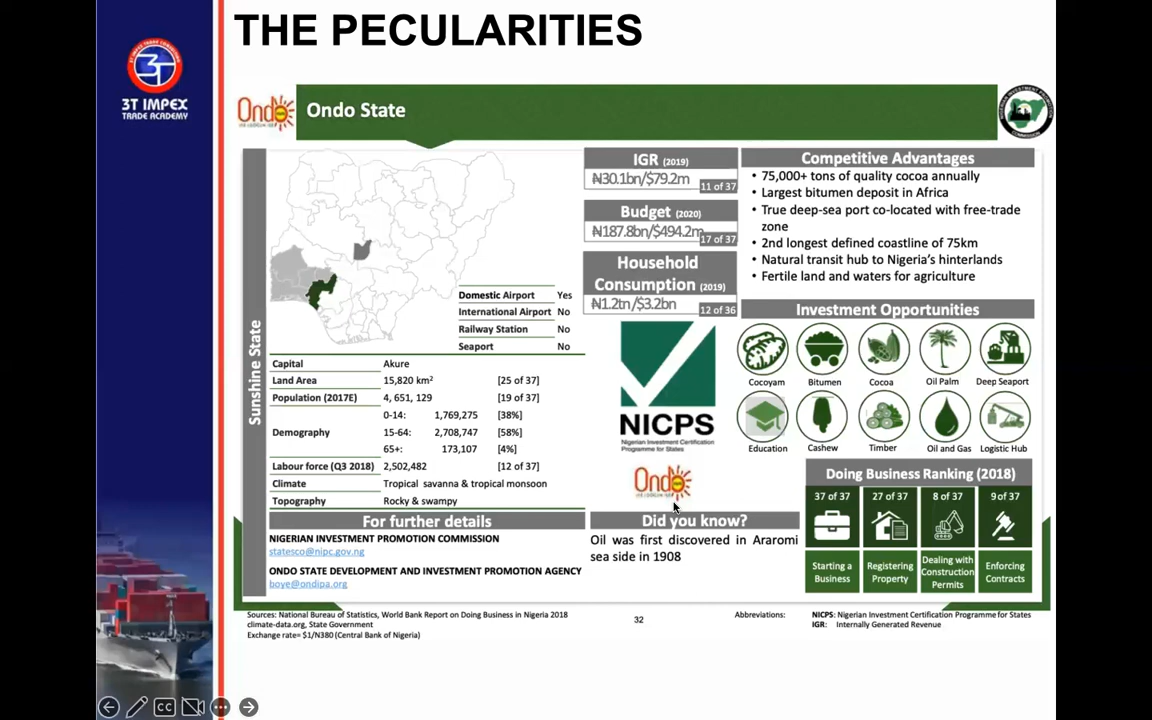 THE PECULARITIES
3T IMPEX
TRADE ACADEMY
Ondo
Ondo State
Sunshine State
Domestic Airport Yes
International Airport No
Railway Station No
Seaport No
Capital Akure
Land Area 15,820 km² [25 of 37]
Population (2017E) 4, 651, 129 [19 of 37]
Demography
0-14: 1,769,275 [38%]
15-64: 2,708,747 [58%]
65+: 173,107 [4%]
Labour force (Q3 2018) 2,502,482 [12 of 37]
Climate Tropical savanna & tropical monsoon
Topography Rocky & swampy
For further details
NIGERIAN INVESTMENT PROMOTION COMMISSION
statesco@nipc.gov.ng
ONDO STATE DEVELOPMENT AND INVESTMENT PROMOTION AGENCY
boye@ondipa.org
IGR (2019)
₦30.1bn/$79.2m
11 of 37
Budget (2020)
₦187.8bn/$494.2m
17 of 37
Household
Consumption (2019)
₦1.2tn/$3.2bn
12 of 36
NICPS
Nigerian Investment Certification
Programme for States
Ondo
Did you know?
Oil was first discovered in Araromi
sea side in 1908
Competitive Advantages
• 75,000+ tons of quality cocoa annually
• Largest bitumen deposit in Africa
• True deep-sea port co-located with free-trade
zone
• 2nd longest defined coastline of 75km
• Natural transit hub to Nigeria's hinterlands
• Fertile land and waters for agriculture
Investment Opportunities
Cocoyam Bitumen Cocoa Oil Palm Deep Seaport
Education Cashew Timber Oil and Gas Logistic Hub
Doing Business Ranking (2018)
37 of 37 27 of 37 8 of 37 9 of 37
Starting a
Business
Registering
Property
Dealing with
Construction
Permits
Enforcing
Contracts
Sources: National Bureau of Statistics, World Bank Report on Doing Business in Nigeria 2018
climate-data.org, State Government
Exchange rate= $1/N380 (Central Bank of Nigeria)
32
Abbreviations: NICPS: Nigerian Investment Certification Programme for States
IGR: Internally Generated Revenue
CC